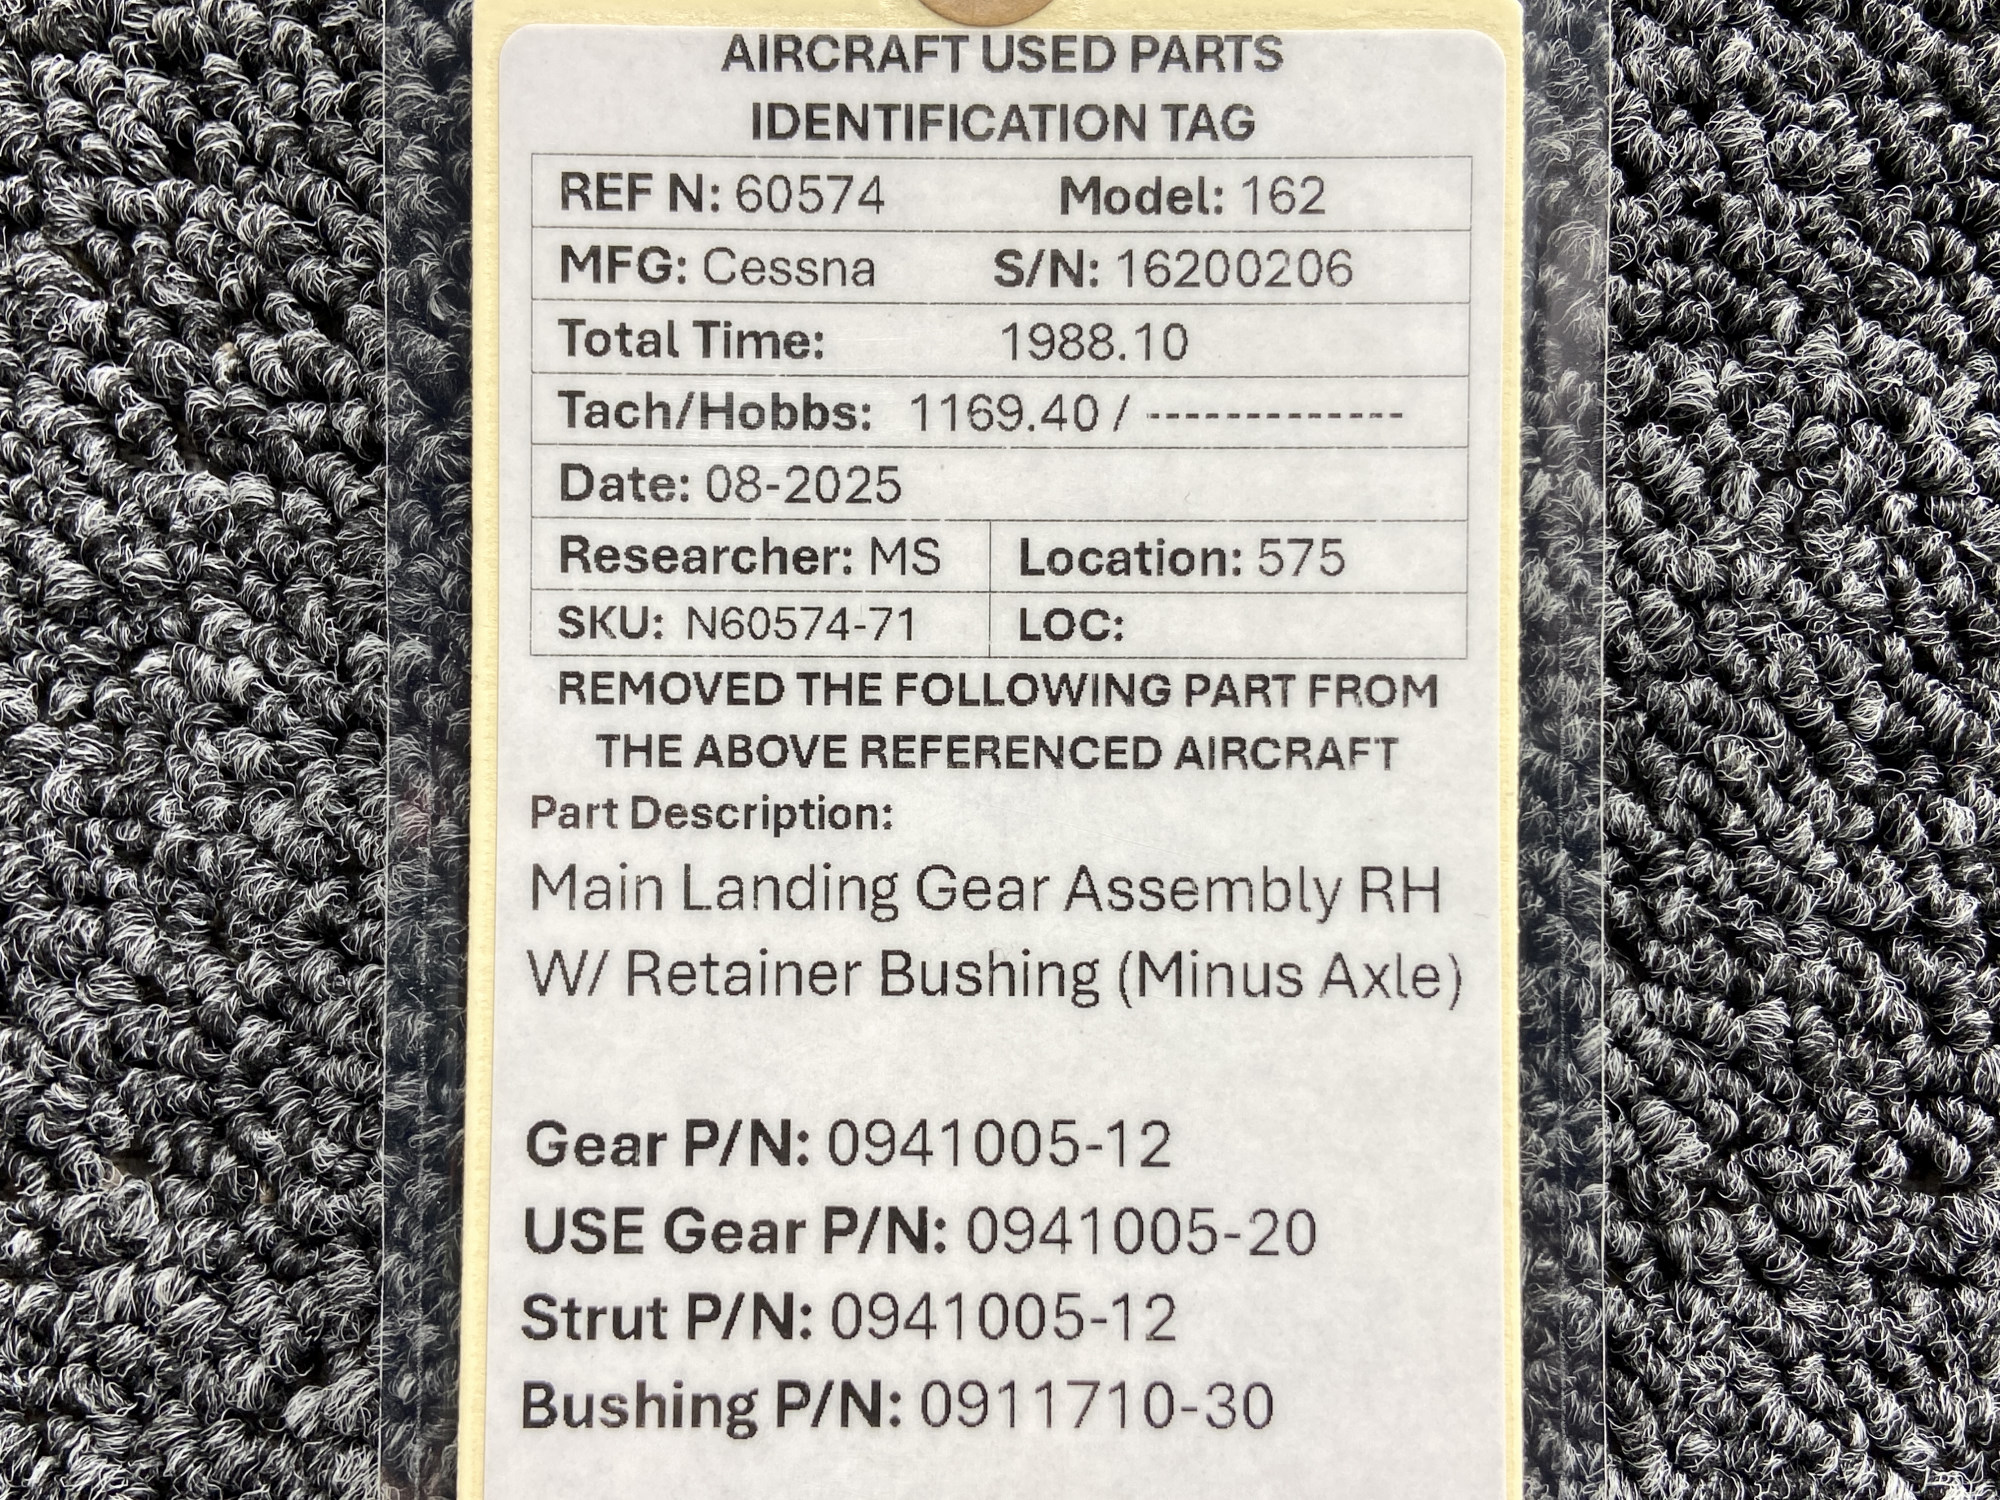 AIRCRAFT USED PARTS
IDENTIFICATION TAG
REF N: 60574 Model: 162
MFG: Cessna S/N: 16200206
Total Time: 1988.10
Tach/Hobbs: 1169.40 / -------------
Date: 08-2025
Researcher: MS Location: 575
SKU: N60574-71 LOC:
REMOVED THE FOLLOWING PART FROM
THE ABOVE REFERENCED AIRCRAFT
Part Description:
Main Landing Gear Assembly RH
W/ Retainer Bushing (Minus Axle)
Gear P/N: 0941005-12
USE Gear P/N: 0941005-20
Strut P/N: 0941005-12
Bushing P/N: 0911710-30